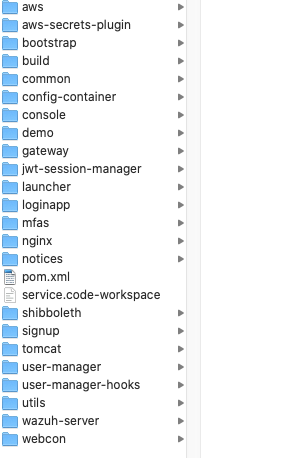 aws
aws-secrets-plugin
bootstrap
build
common
config-container
console
demo
gateway
jwt-session-manager
launcher
loginapp
mfas
nginx
notices
pom.xml
service.code-workspace
shibboleth
signup
tomcat
user-manager
user-manager-hooks
utils
wazuh-server
webcon